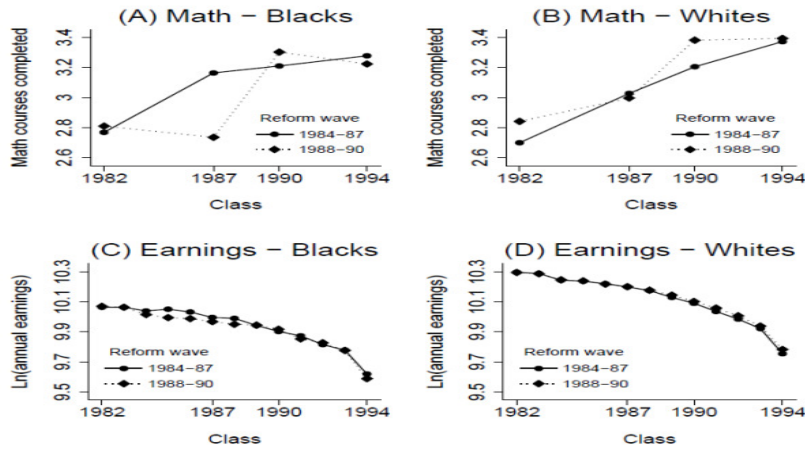 (A) Math − Blacks
Math courses completed
3.4
3.2
3
2.8
2.6
Reform wave
1984−87
1988−90
1982
1987
1990
1994
Class
(B) Math − Whites
Math courses completed
3.4
3.2
3
2.8
2.6
Reform wave
1984−87
1988−90
1982
1987
1990
1994
Class
(C) Earnings − Blacks
Ln(annual earnings)
10.3
10.1
9.9
9.7
9.5
Reform wave
1984−87
1988−90
1982
1987
1990
1994
Class
(D) Earnings − Whites
Ln(annual earnings)
10.3
10.1
9.9
9.7
9.5
Reform wave
1984−87
1988−90
1982
1987
1990
1994
Class